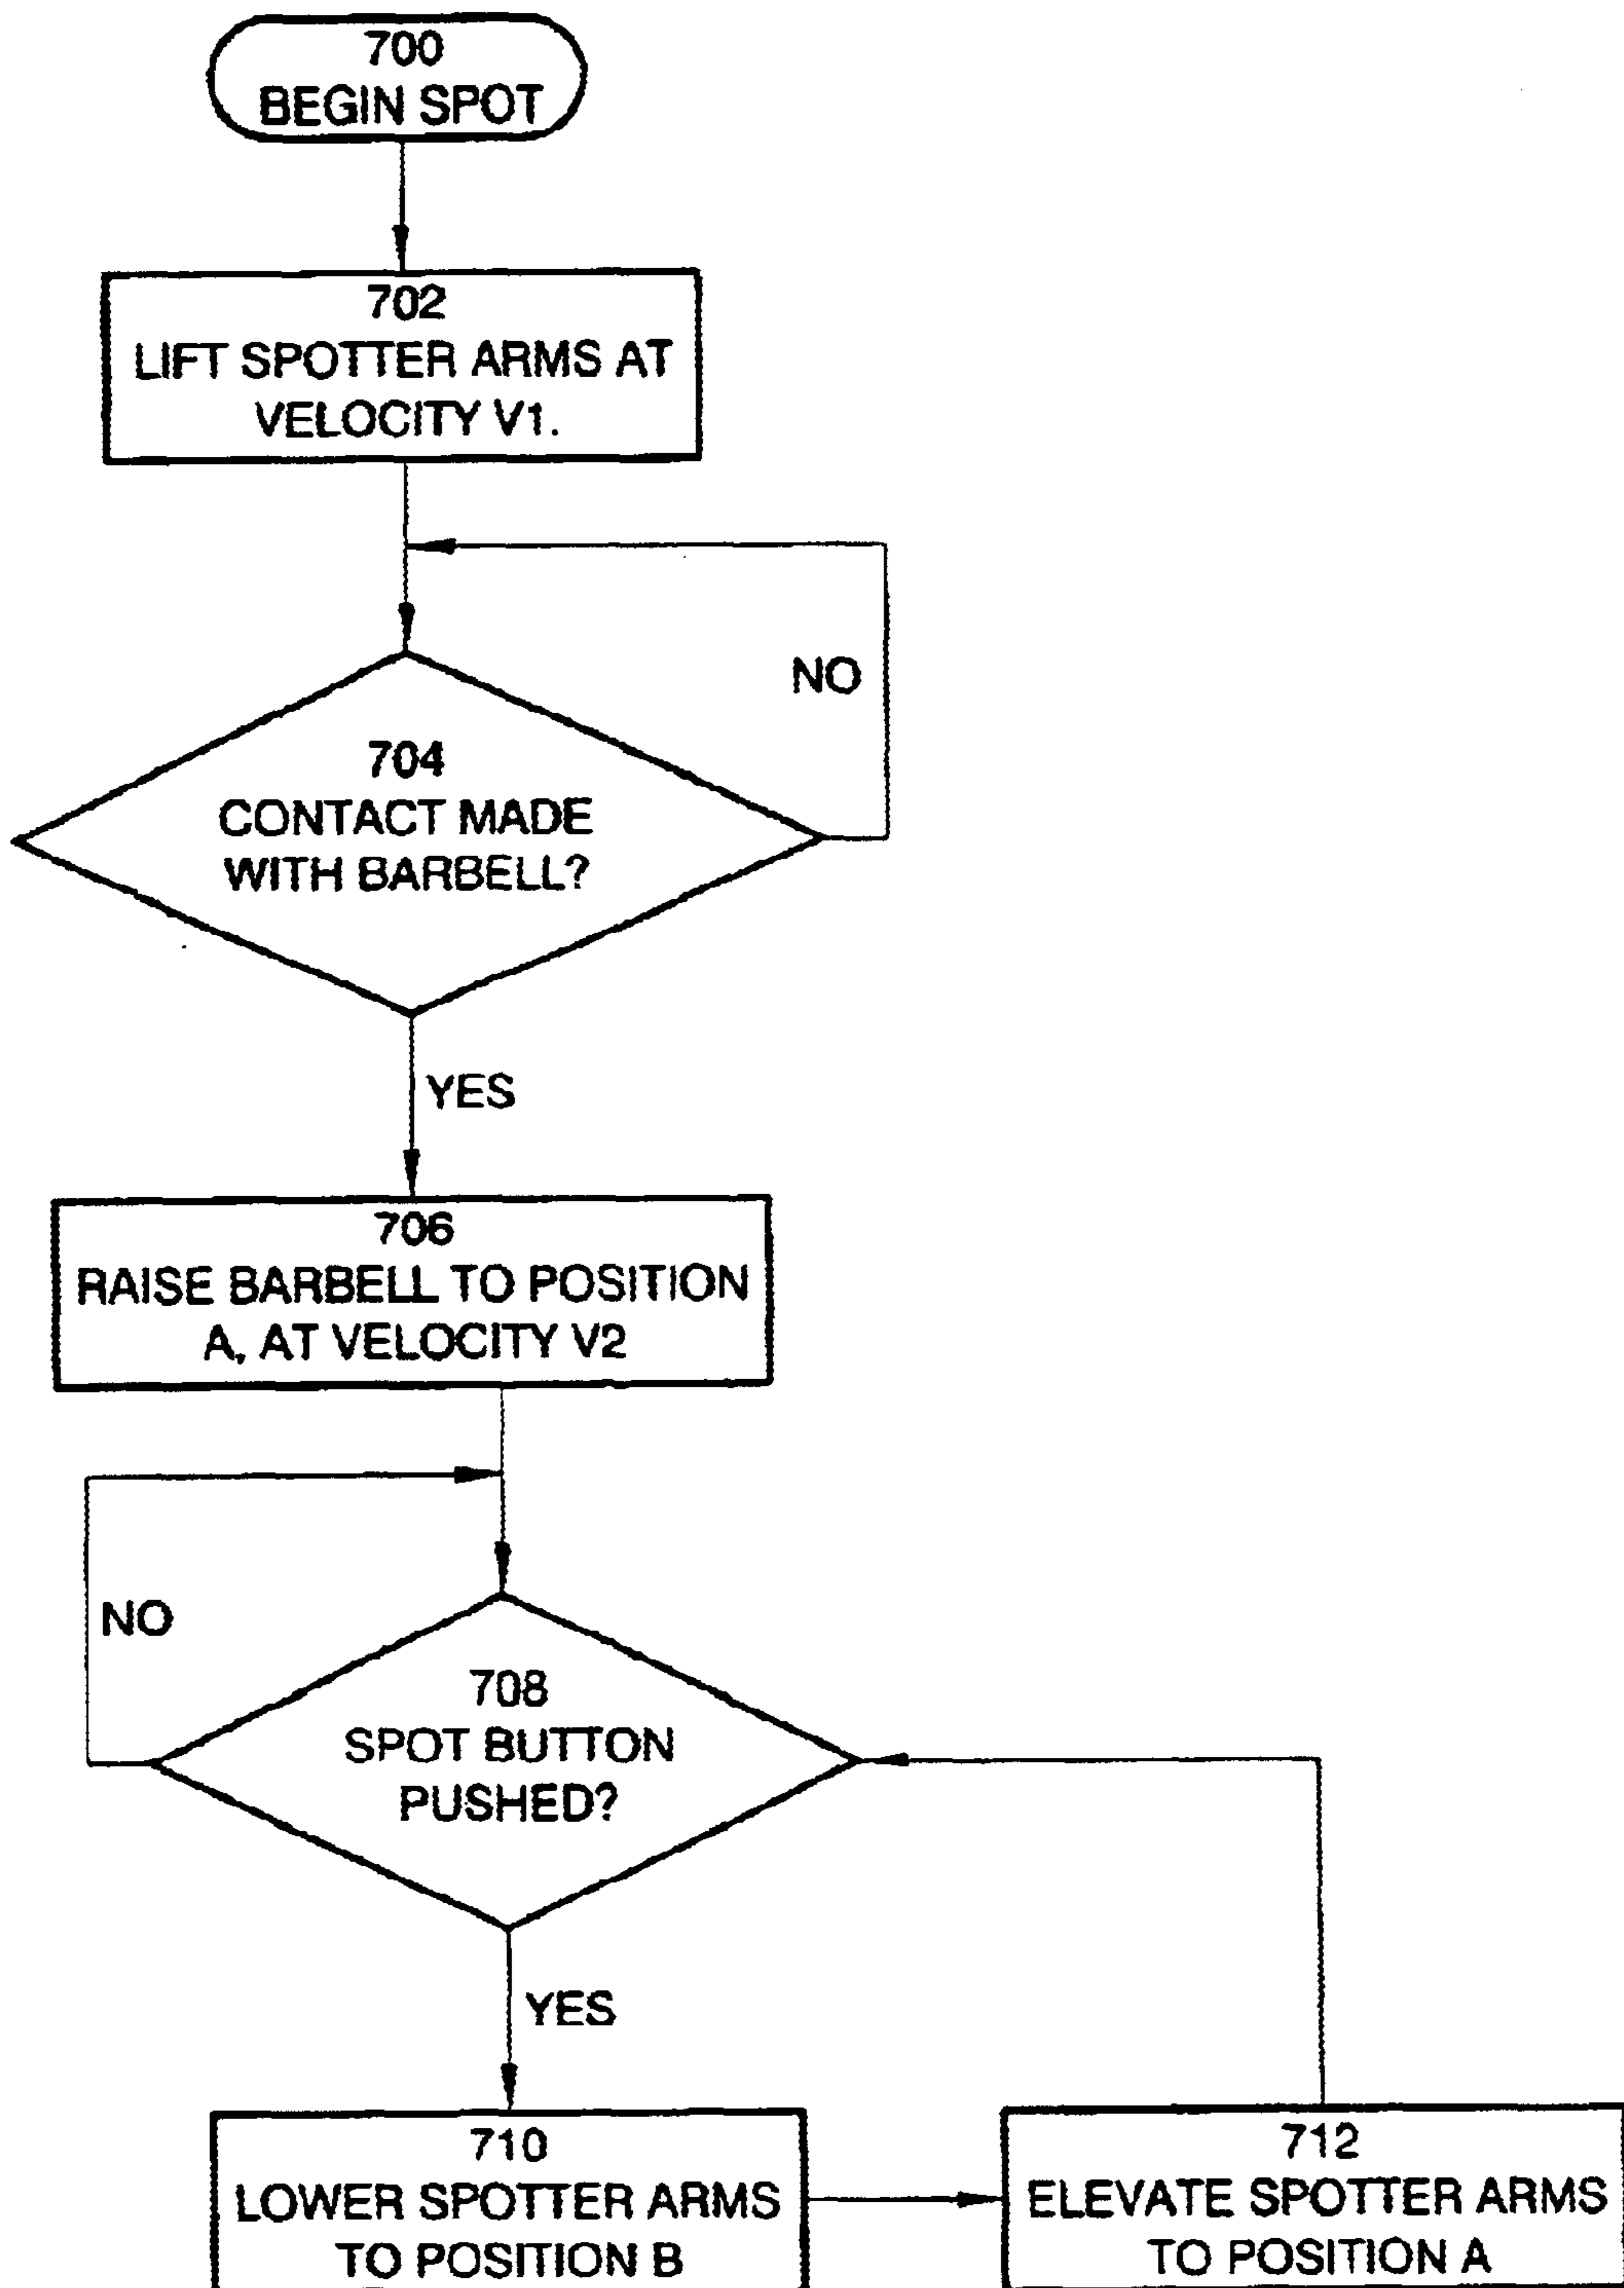 700
BEGIN SPOT
702
LIFT SPOTTER ARMS AT
VELOCITY V1.
NO
704
CONTACT MADE
WITH BARBELL?
YES
706
RAISE BARBELL TO POSITION
A, AT VELOCITY V2
NO
708
SPOT BUTTON
PUSHED?
YES
710
LOWER SPOTTER ARMS
TO POSITION B
712
ELEVATE SPOTTER ARMS
TO POSITION A